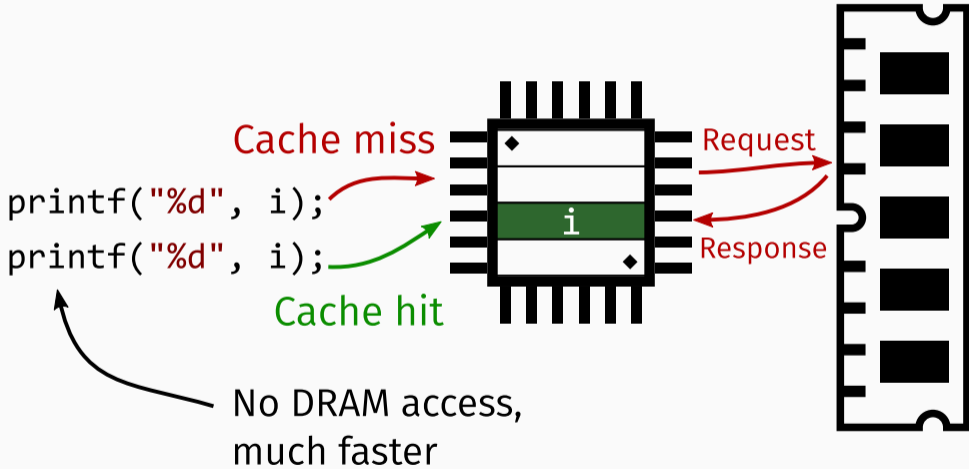 Cache miss
printf("%d", i);
printf("%d", i);
Cache hit
i
Request
Response
No DRAM access,
much faster